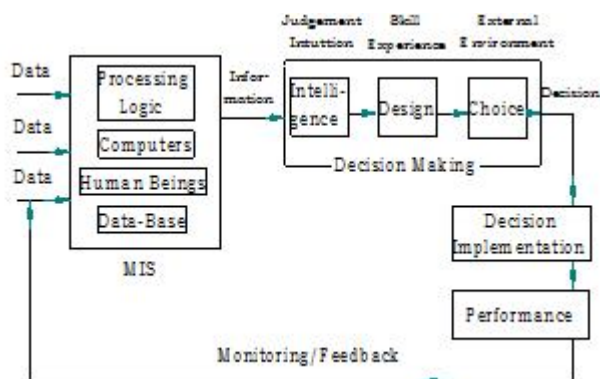 Data
Data
Data
Processing
Logic
Computers
Human Beings
Data-Base
MIS
Infor-
mation
Judgement
Intuttion
Skill
Experience
External
Environment
Intelli-
gence
Design
Choice
Decision Making
Decision
Decision
Implementation
Performance
Monitoring/Feedback